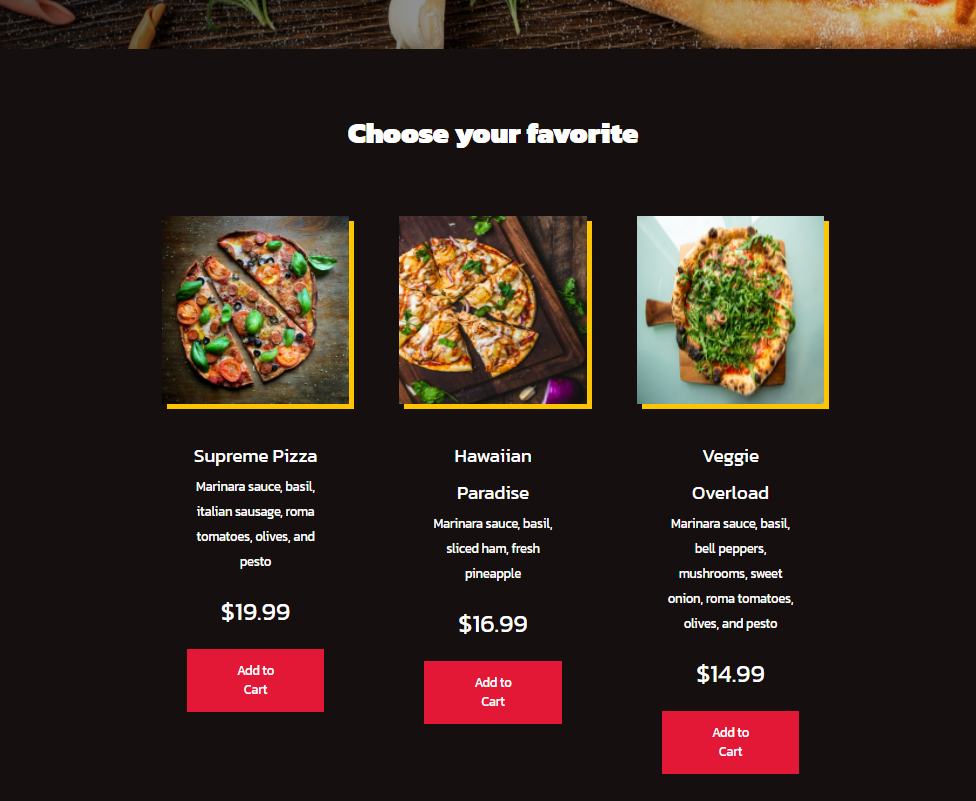 Choose your favorite
Supreme Pizza
Marinara sauce, basil,
italian sausage, roma
tomatoes, olives, and
pesto
$19.99
Add to
Cart
Hawaiian
Paradise
Marinara sauce, basil,
sliced ham, fresh
pineapple
$16.99
Add to
Cart
Veggie
Overload
Marinara sauce, basil,
bell peppers,
mushrooms, sweet
onion, roma tomatoes,
olives, and pesto
$14.99
Add to
Cart